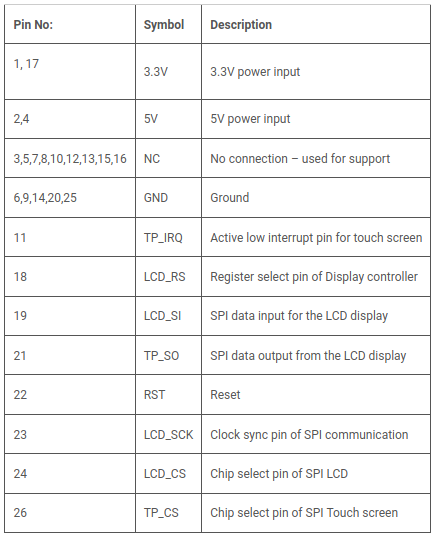 Pin No: Symbol Description
1, 17 3.3V 3.3V power input
2,4 5V 5V power input
3,5,7,8,10,12,13,15,16 NC No connection – used for support
6,9,14,20,25 GND Ground
11 TP_IRQ Active low interrupt pin for touch screen
18 LCD_RS Register select pin of Display controller
19 LCD_SI SPI data input for the LCD display
21 TP_SO SPI data output from the LCD display
22 RST Reset
23 LCD_SCK Clock sync pin of SPI communication
24 LCD_CS Chip select pin of SPI LCD
26 TP_CS Chip select pin of SPI Touch screen